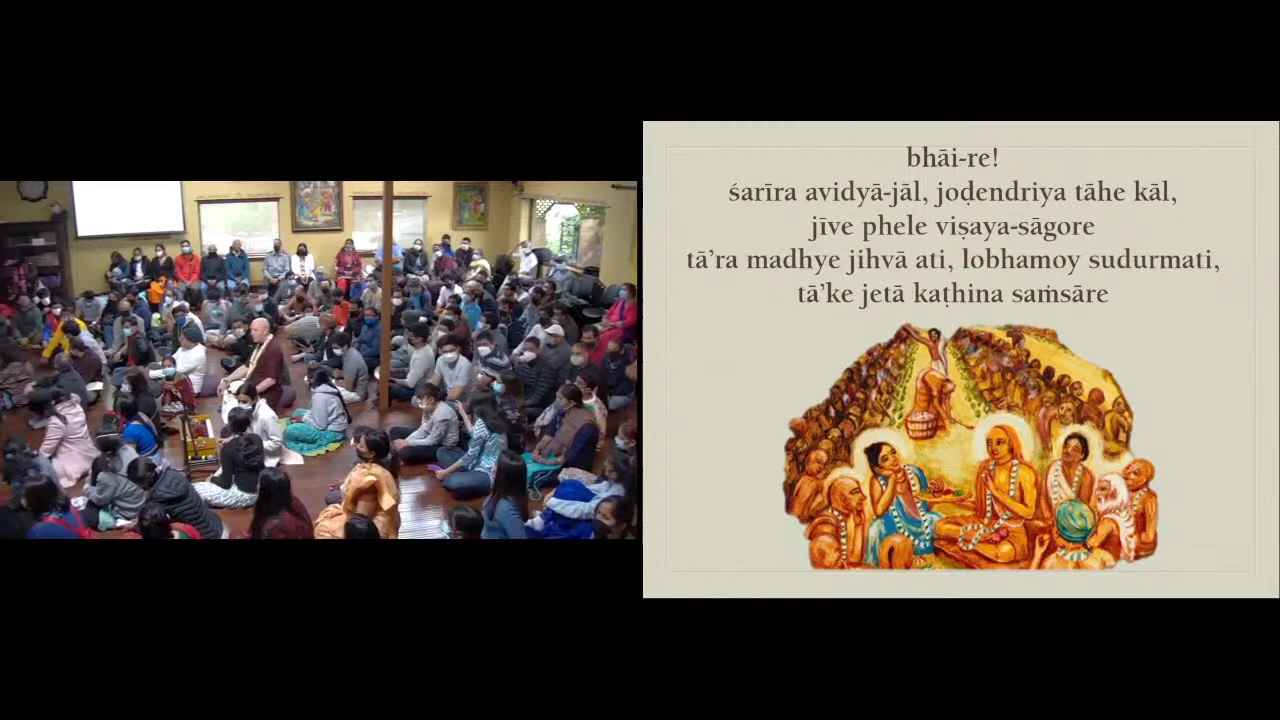 bhāi-re!
śarīra avidyā-jāl, joḍendriya tāhe kāl,
jīve phele viṣaya-sāgore
tā’ra madhye jihvā ati, lobhamoy sudurmati,
tā’ke jetā kaṭhina saṁsāre